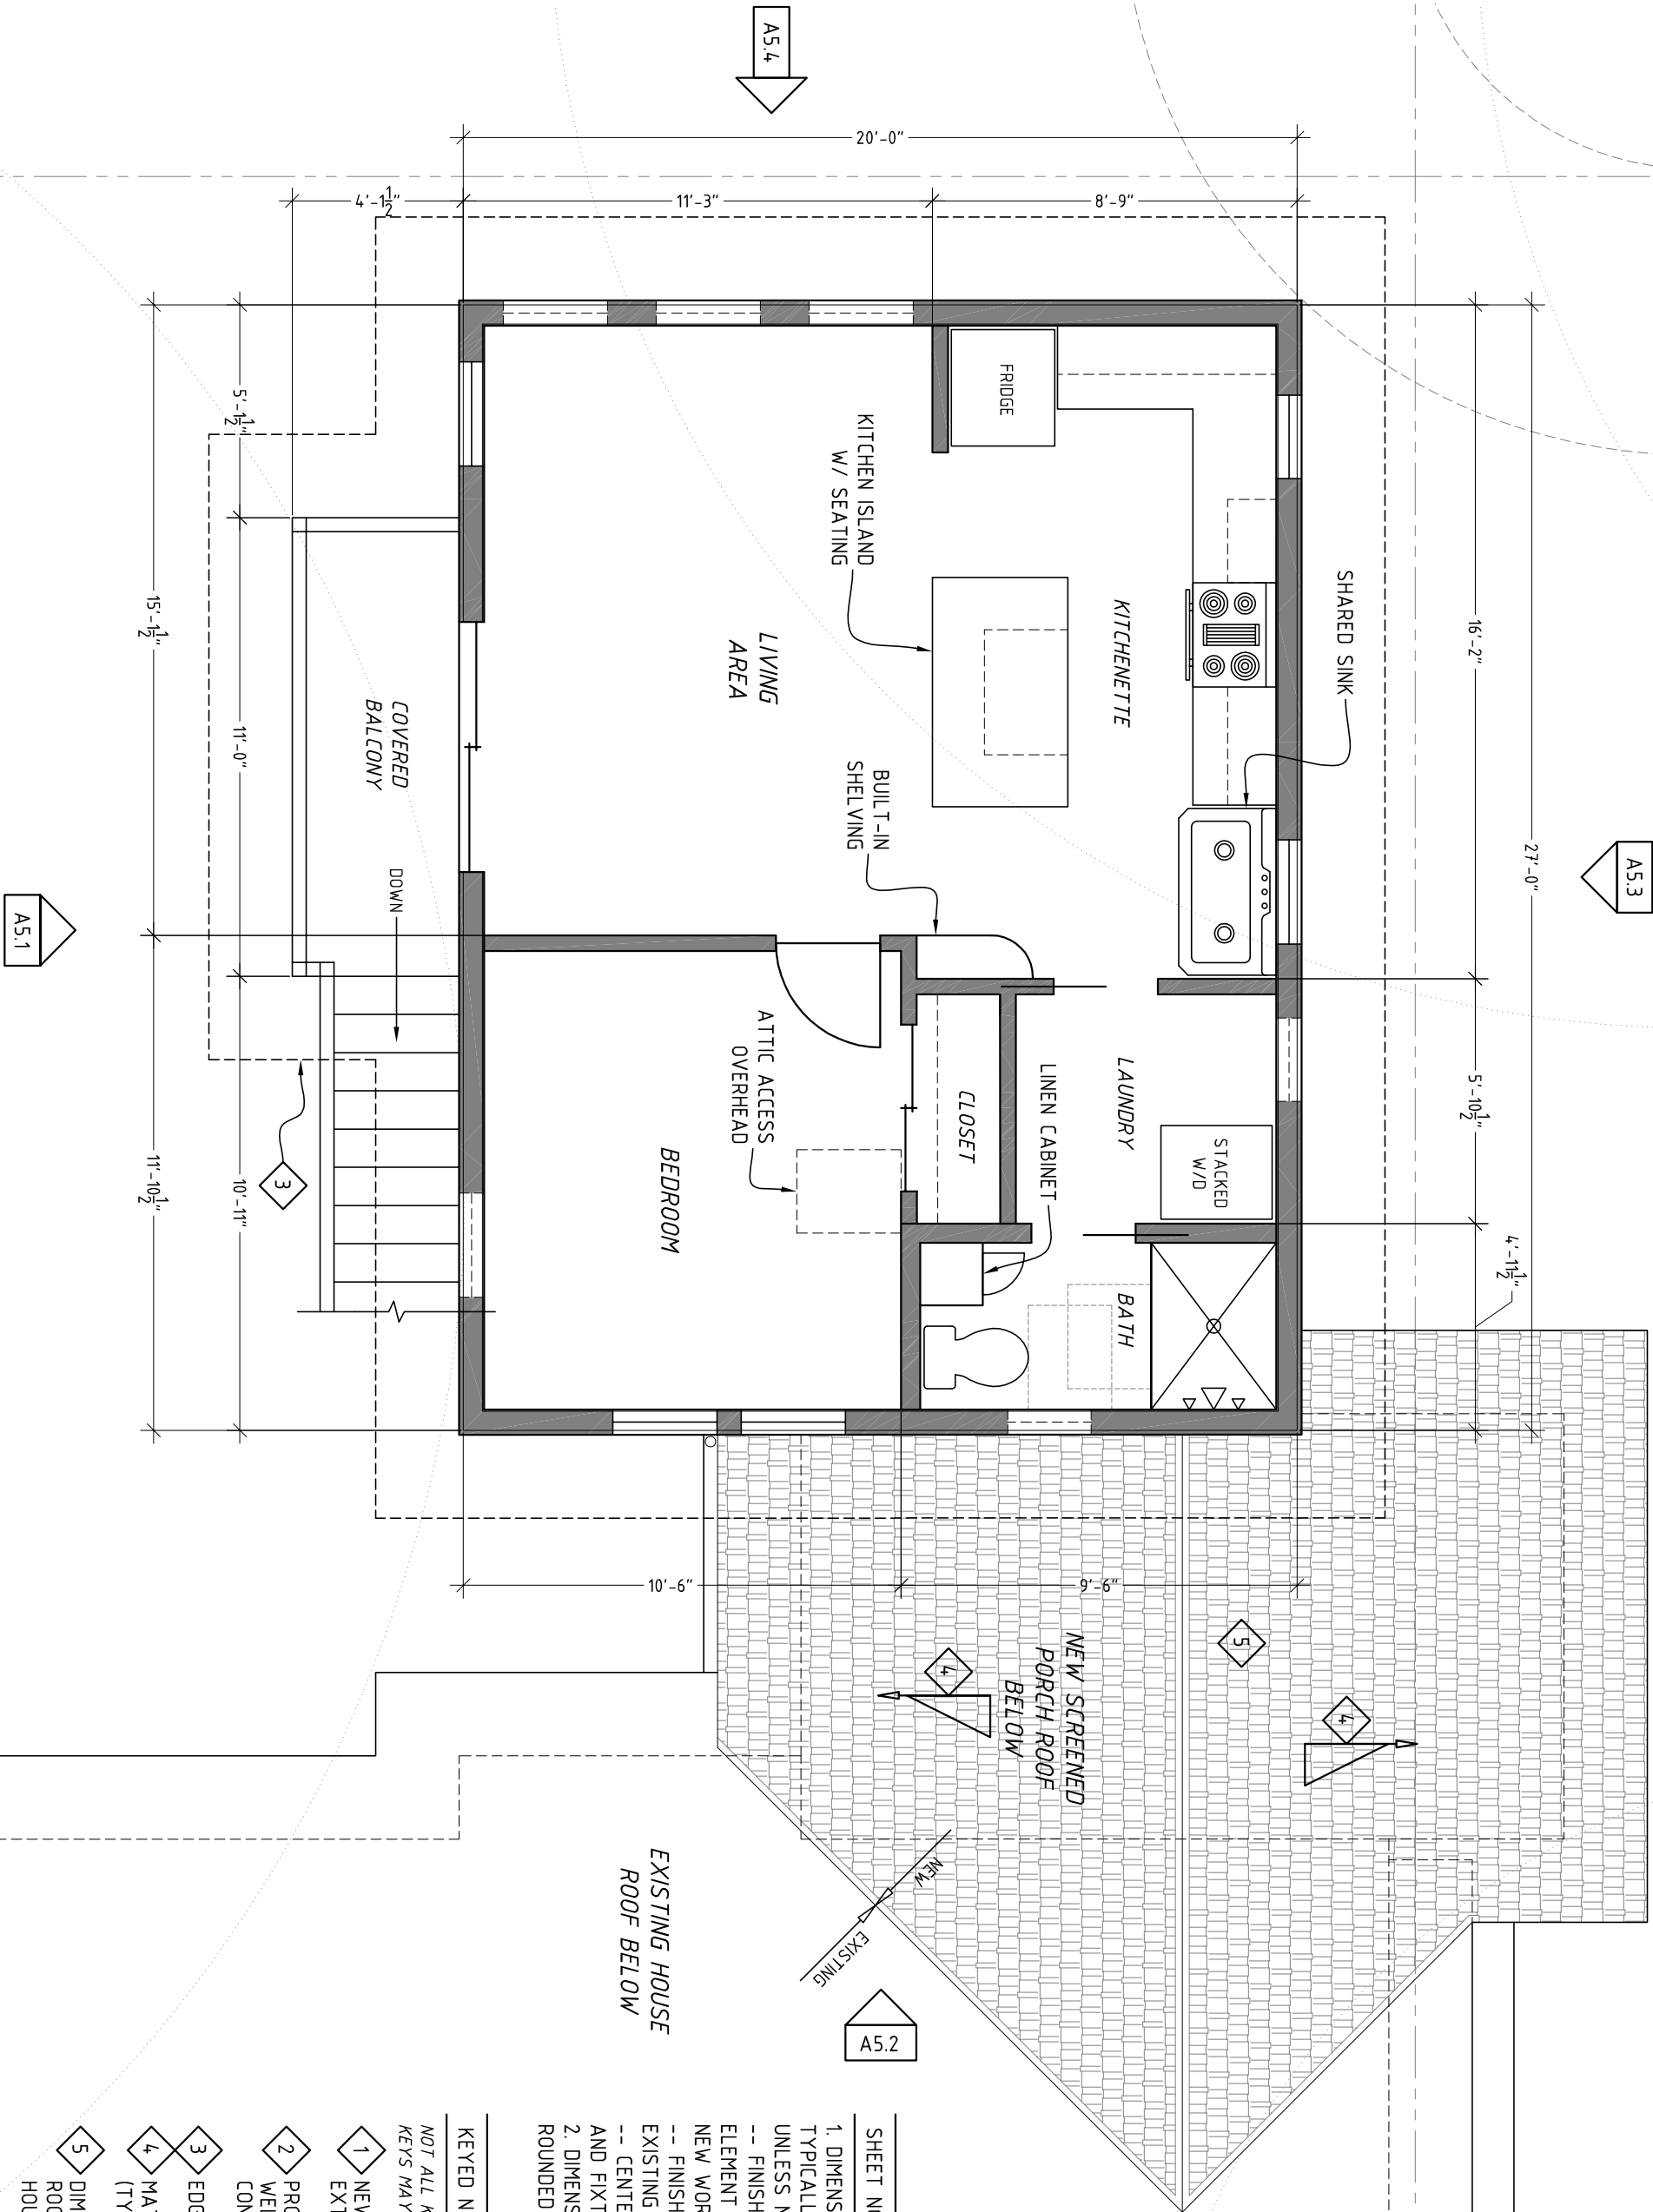 A5.4
20'-0"
4'-1 1/2"
11'-3"
8'-9"
A5.3
27'-0"
16'-2"
5'-10 1/2"
4'-11 1/2"
SHARED SINK
FRIDGE
KITCHENETTE
KITCHEN ISLAND
W/ SEATING
LIVING
AREA
BUILT-IN
SHELVING
LAUNDRY
STACKED
W/D
LINEN CABINET
CLOSET
BATH
ATTIC ACCESS
OVERHEAD
BEDROOM
COVERED
BALCONY
DOWN
3
5'-1 1/2"
11'-0"
10'-11"
15'-1 1/2"
11'-10 1/2"
A5.1
10'-6"
9'-6"
5
4
4
NEW SCREENED
PORCH ROOF
BELOW
NEW
EXISTING
EXISTING HOUSE
ROOF BELOW
A5.2
SHEET NO
1. DIMENS
TYPICALL
UNLESS N
-- FINISH
ELEMENT
NEW WOR
-- FINISH
EXISTING
-- CENTE
AND FIXT
2. DIMENS
ROUNDED
KEYED N
NOT ALL K
KEYS MAY
1 NEW
EXT
2 PRO
WEL
CON
3 EDG
4 MAT
(TY
5 DIM
ROO
HOU